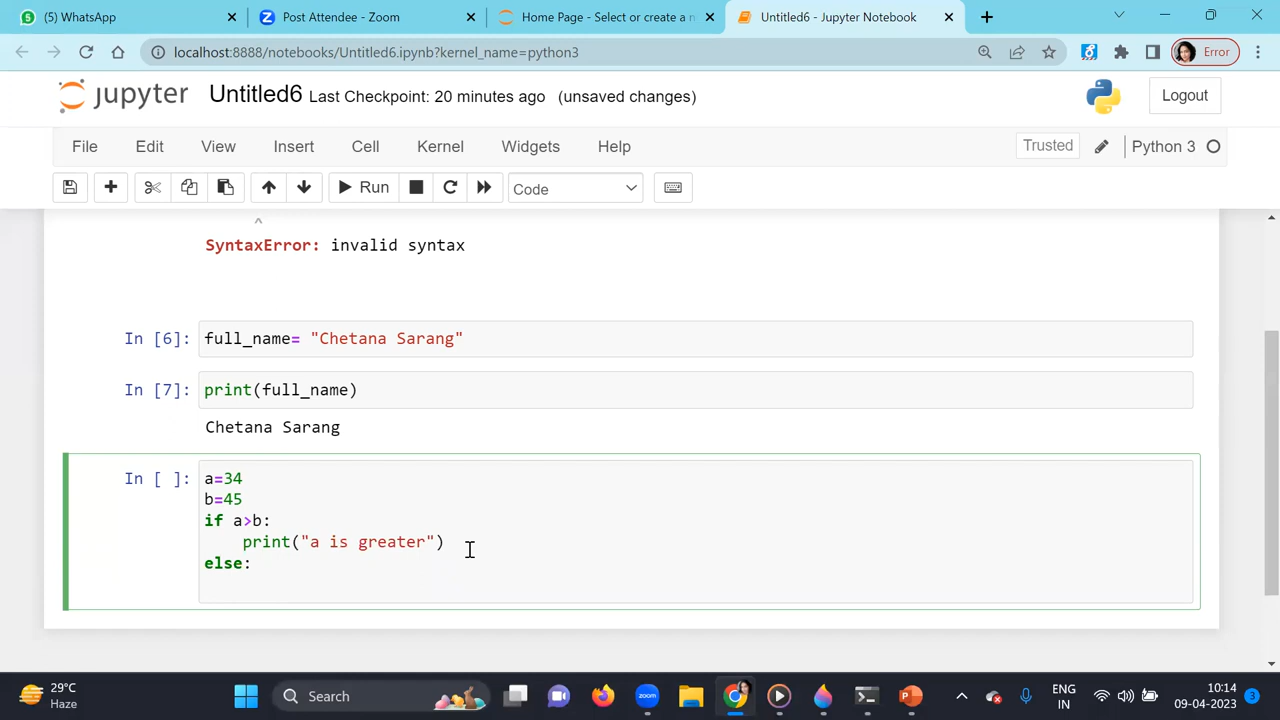 (5) WhatsApp
Post Attendee - Zoom
Home Page - Select or create a n
Untitled6 - Jupyter Notebook
localhost:8888/notebooks/Untitled6.ipynb?kernel_name=python3
Error
jupyter Untitled6 Last Checkpoint: 20 minutes ago (unsaved changes)
Logout
File Edit View Insert Cell Kernel Widgets Help
Trusted
Python 3
Run
Code
^
SyntaxError: invalid syntax
In [6]: full_name= "Chetana Sarang"
In [7]: print(full_name)
Chetana Sarang
In [ ]: a=34
b=45
if a>b:
    print("a is greater")
else:
29°C
Haze
Search
zoom
ENG
IN
10:14
09-04-2023
3